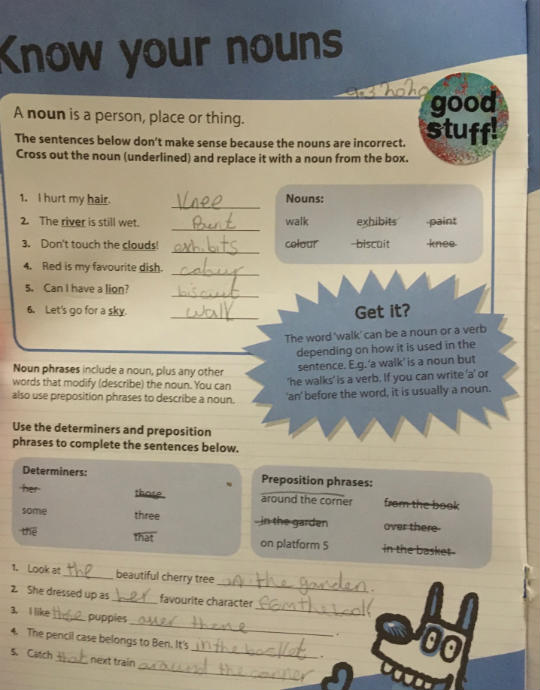 Know your nouns
good
stuff!
A noun is a person, place or thing.
The sentences below don't make sense because the nouns are incorrect.
Cross out the noun (underlined) and replace it with a noun from the box.
1. I hurt my hair. Knee
2. The river is still wet.
3. Don't touch the clouds! exhibits
4. Red is my favourite dish. colour
5. Can I have a lion? biscuit
6. Let's go for a sky. walk
Nouns:
walk exhibits paint
colour biscuit knee
Get it?
The word 'walk' can be a noun or a verb
depending on how it is used in the
sentence. E.g. 'a walk' is a noun but
'he walks' is a verb. If you can write 'a' or
'an' before the word, it is usually a noun.
Noun phrases include a noun, plus any other
words that modify (describe) the noun. You can
also use preposition phrases to describe a noun.
Use the determiners and preposition
phrases to complete the sentences below.
Determiners:
her those
some three
the that
Preposition phrases:
around the corner from the book
in the garden over there
on platform 5 in the basket
1. Look at the beautiful cherry tree in the garden.
2. She dressed up as her favourite character from the book
3. I like those puppies over there.
4. The pencil case belongs to Ben. It's in the basket.
5. Catch that next train around the corner